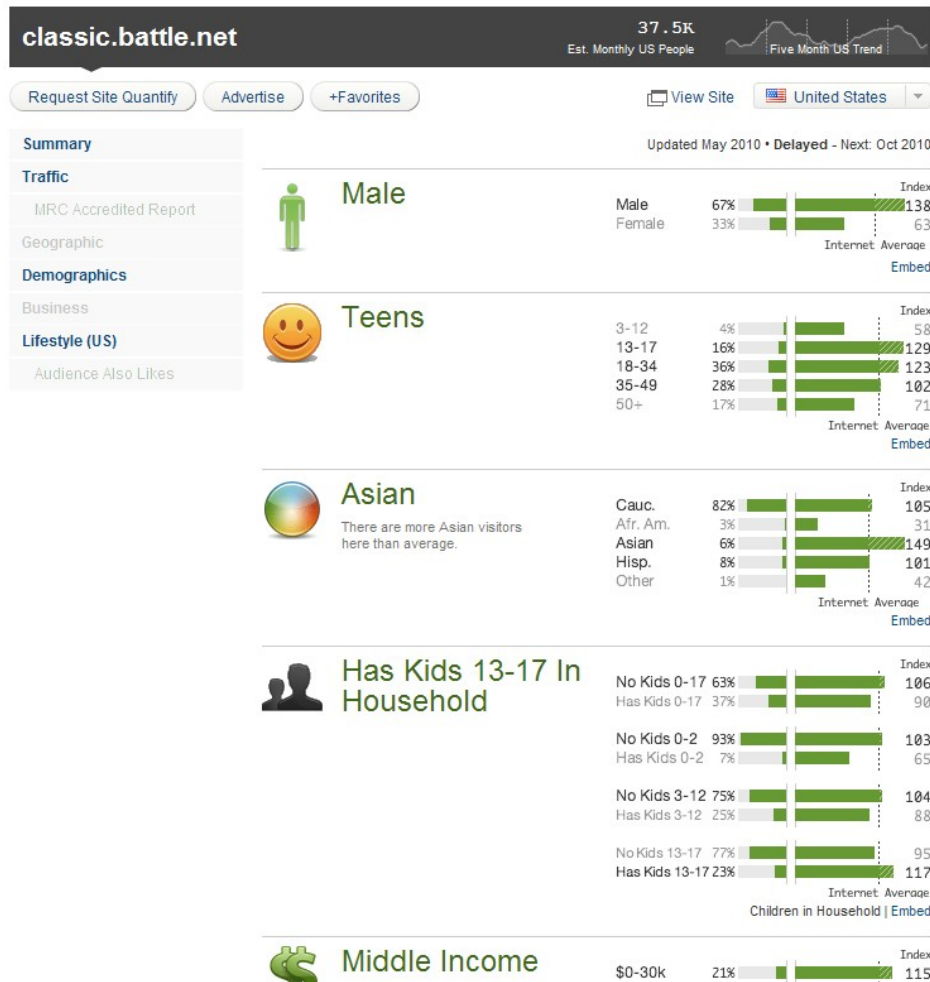 classic.battle.net
37.5K
Est. Monthly US People
Five Month US Trend
Request Site Quantify
Advertise
+Favorites
View Site
United States
Summary
Traffic
MRC Accredited Report
Geographic
Demographics
Business
Lifestyle (US)
Audience Also Likes
Updated May 2010 • Delayed - Next: Oct 2010
Male
Index
Male 67% 138
Female 33% 63
Internet Average
Embed
Teens
Index
3-12 4% 58
13-17 16% 129
18-34 36% 123
35-49 28% 102
50+ 17% 71
Internet Average
Embed
Asian
There are more Asian visitors
here than average.
Index
Cauc. 82% 105
Afr. Am. 3% 31
Asian 6% 149
Hisp. 8% 101
Other 1% 42
Internet Average
Embed
Has Kids 13-17 In
Household
Index
No Kids 0-17 63% 106
Has Kids 0-17 37% 90
No Kids 0-2 93% 103
Has Kids 0-2 7% 65
No Kids 3-12 75% 104
Has Kids 3-12 25% 88
No Kids 13-17 77% 95
Has Kids 13-17 23% 117
Internet Average
Children in Household | Embed
Middle Income
Index
$0-30k 21% 115